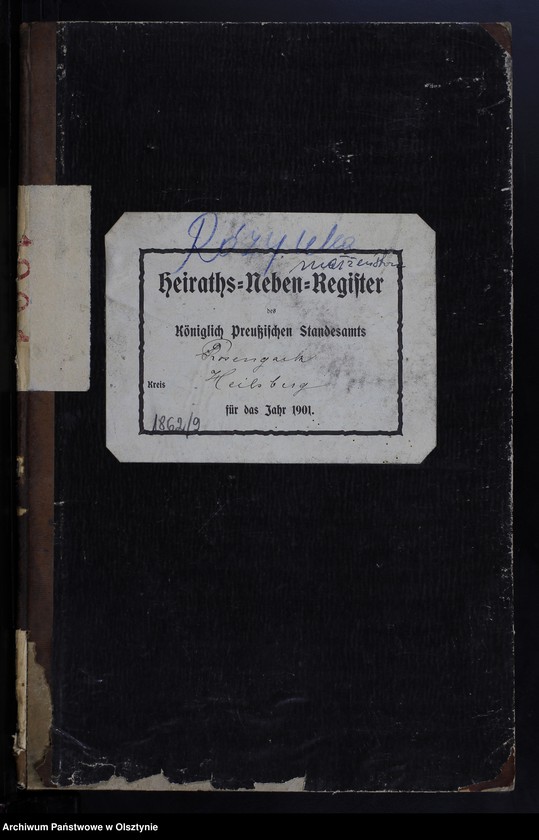 Różynka
Heiraths=Neben=Register
des
Königlich Preußischen Standesamts
Rosengarth
Kreis Heilsberg
für das Jahr 1901.
1862/9
Archiwum Państwowe w Olsztynie